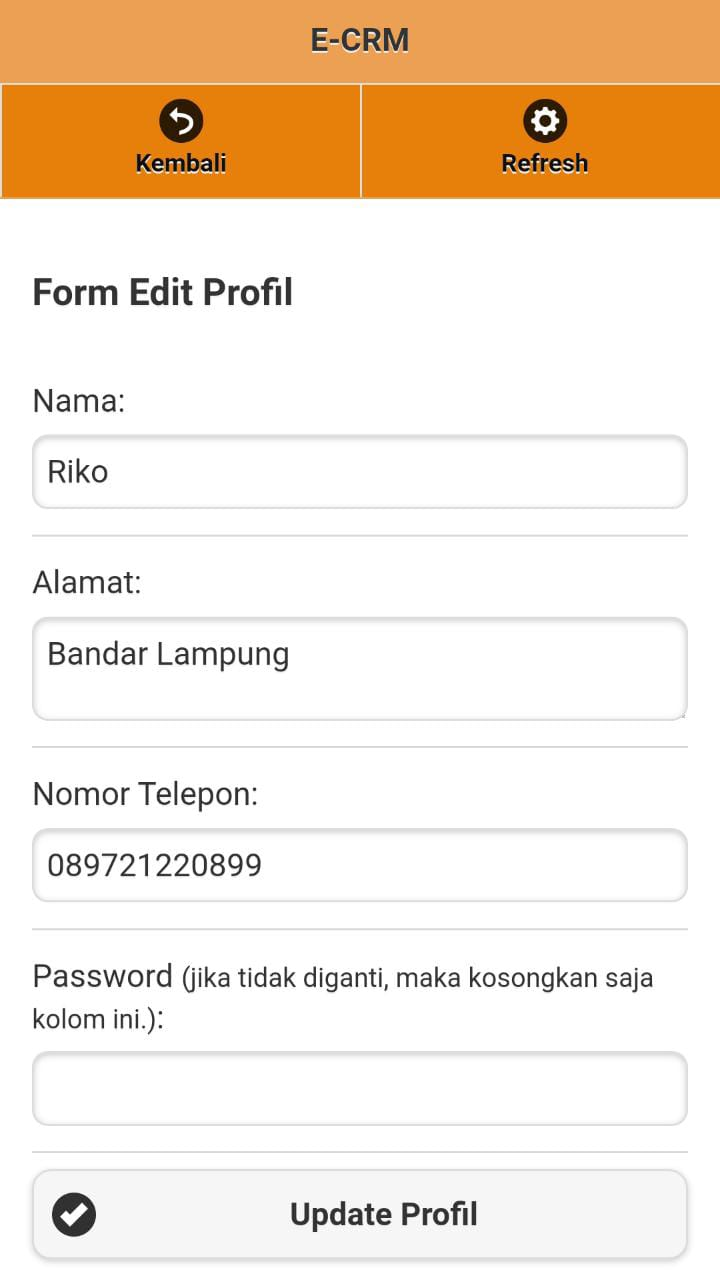 E-CRM
Kembali
Refresh
Form Edit Profil
Nama:
Riko
Alamat:
Bandar Lampung
Nomor Telepon:
089721220899
Password (jika tidak diganti, maka kosongkan saja
kolom ini.):
Update Profil